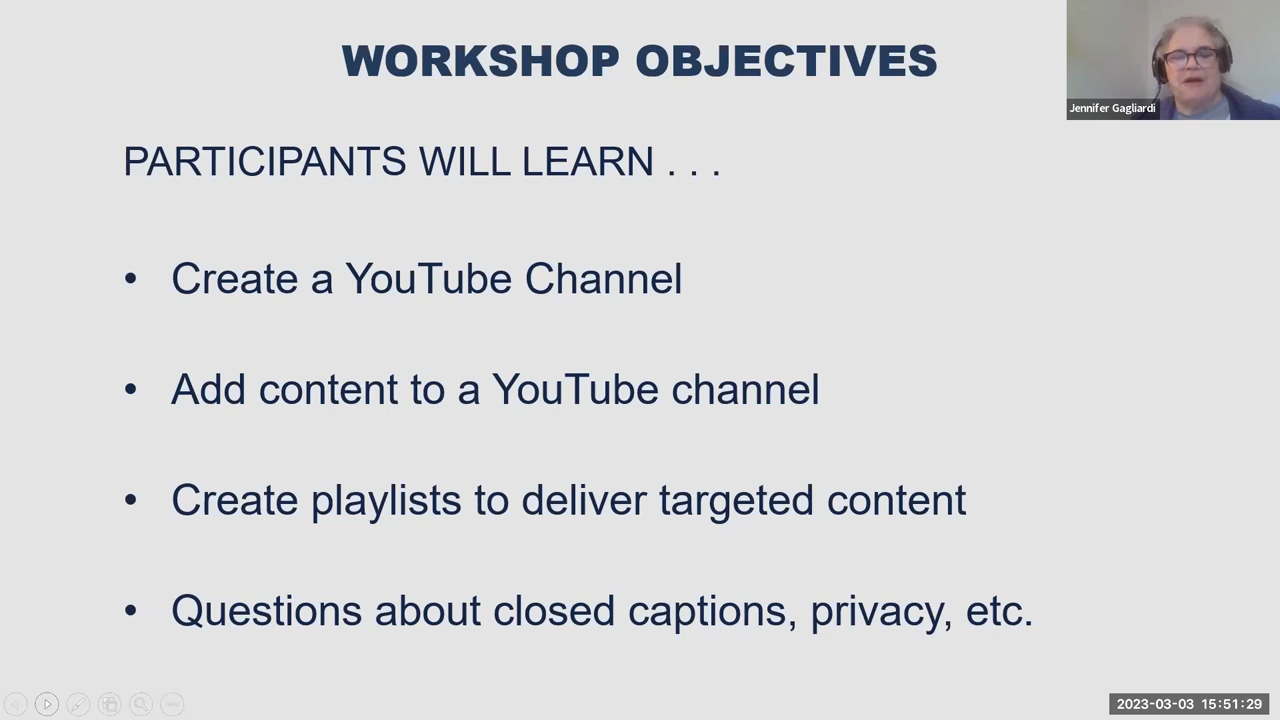 WORKSHOP OBJECTIVES
Jennifer Gagliardi
PARTICIPANTS WILL LEARN . . .
• Create a YouTube Channel
• Add content to a YouTube channel
• Create playlists to deliver targeted content
• Questions about closed captions, privacy, etc.
2023-03-03 15:51:29